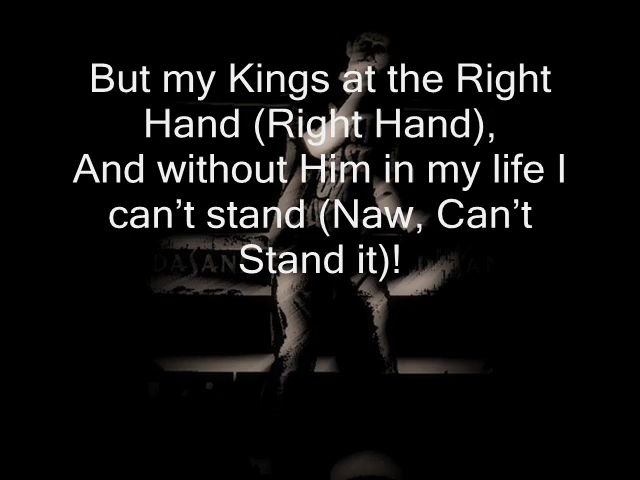 But my Kings at the Right
Hand (Right Hand),
And without Him in my life I
can’t stand (Naw, Can’t
Stand it)!
DASAN